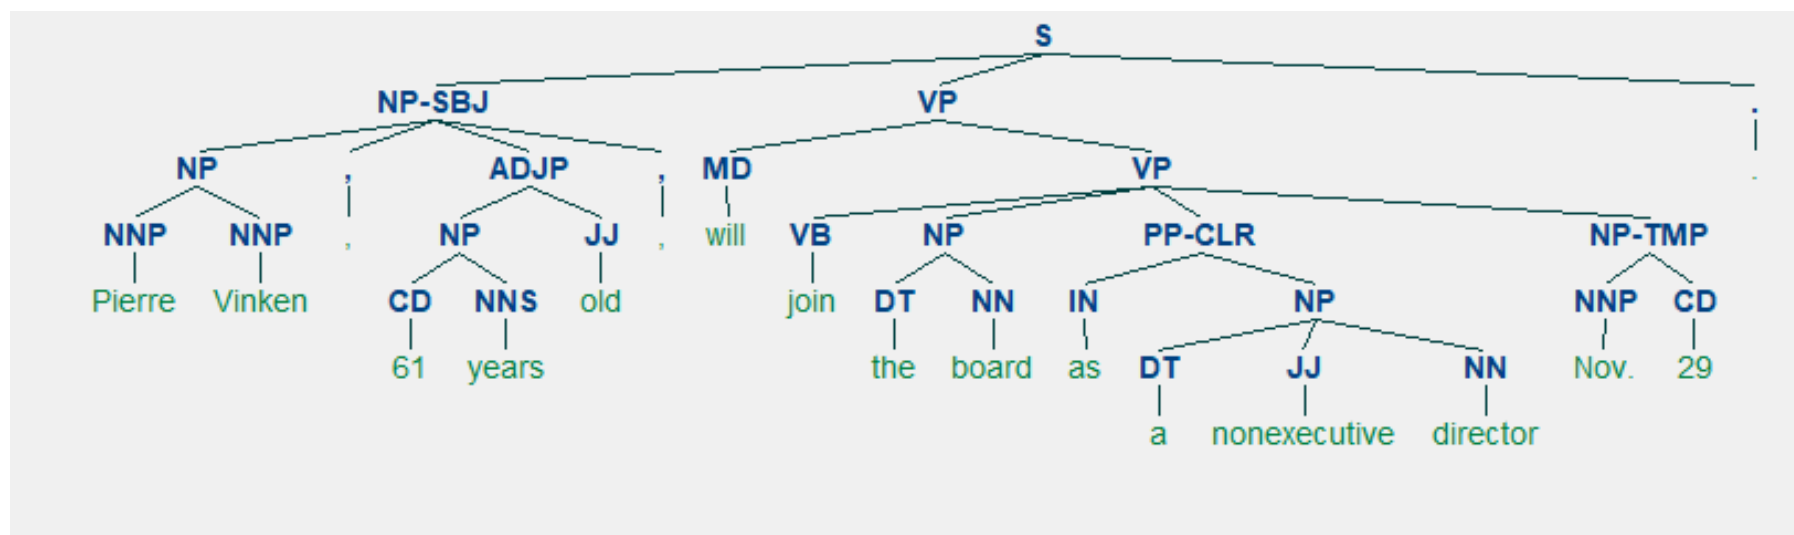 S
NP-SBJ VP .
NP , ADJP , MD VP .
NNP NNP , NP JJ , will VB NP PP-CLR NP-TMP
Pierre Vinken CD NNS old join DT NN IN NP NNP CD
61 years the board as DT JJ NN Nov. 29
a nonexecutive director